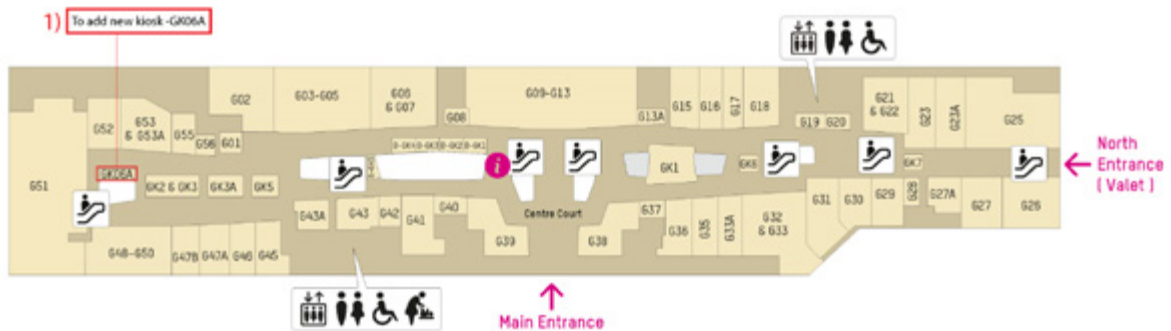 1) To add new kiosk -GK06A
G02
G03-G05
G06
& G07
G08
G09-G13
G13A
G15
G16
G17
G18
G19
G20
G21
& G22
G23
G23A
G25
G51
G52
G53
& G53A
G55
G56
G01
GK06A
GK2 & GK3
GK3A
GK5
i
GK1
GK6
GK7
North
Entrance
( Valet )
G43A
G43
G42
G41
G40
G39
Centre Court
G38
G37
G36
G35
G33A
G32
& G33
G31
G30
G29
G28
G27A
G27
G26
G48-G50
G47B
G47A
G46
G45
Main Entrance